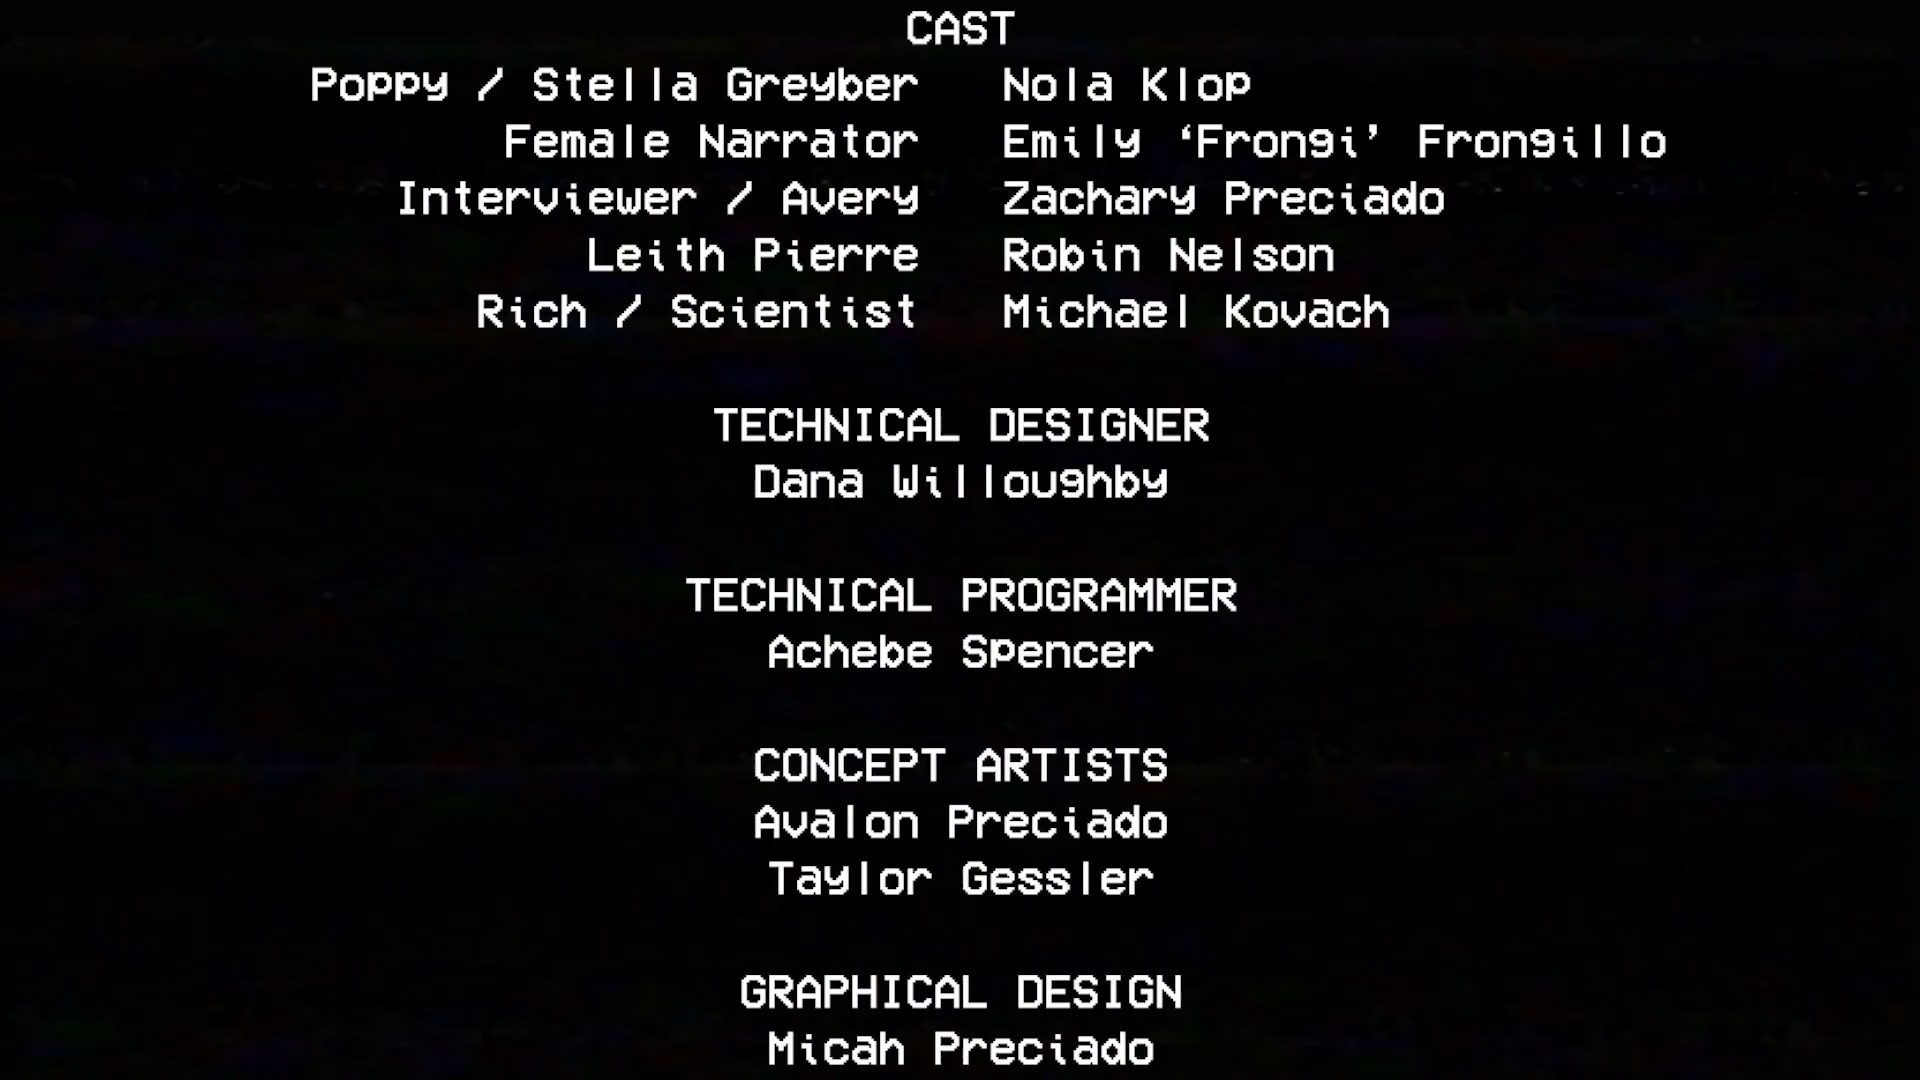 CAST
Poppy / Stella Greyber Nola Klop
Female Narrator Emily ‘Frongi’ Frongillo
Interviewer / Avery Zachary Preciado
Leith Pierre Robin Nelson
Rich / Scientist Michael Kovach
TECHNICAL DESIGNER
Dana Willoughby
TECHNICAL PROGRAMMER
Achebe Spencer
CONCEPT ARTISTS
Avalon Preciado
Taylor Gessler
GRAPHICAL DESIGN
Micah Preciado